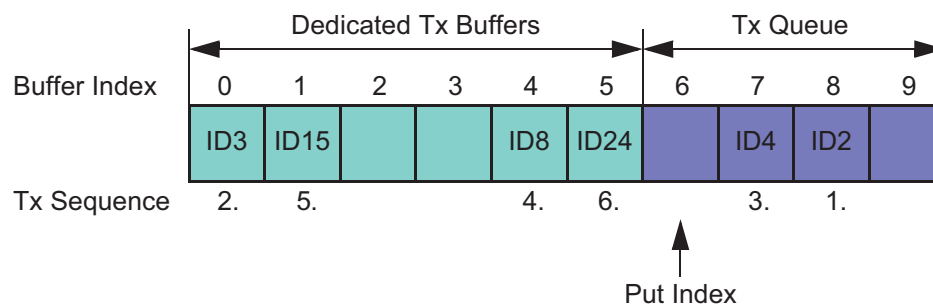 Dedicated Tx Buffers Tx Queue
Buffer Index 0 1 2 3 4 5 6 7 8 9
ID3 ID15 ID8 ID24 ID4 ID2
Tx Sequence 2. 5. 4. 6. 3. 1.
Put Index